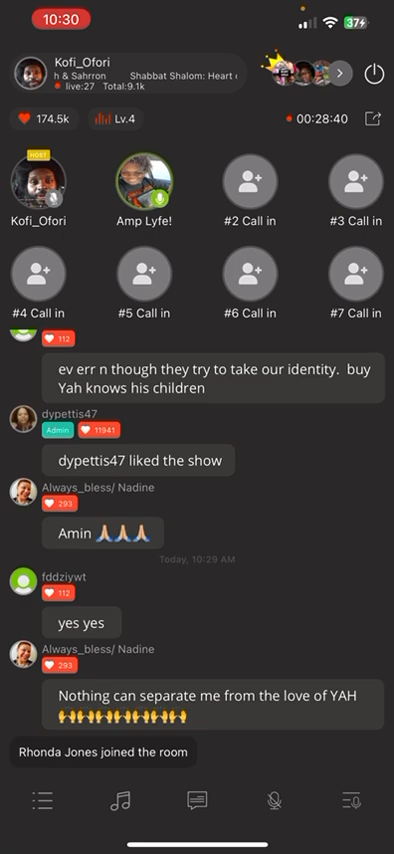 10:30
37
Kofi_Ofori
h & Sahrron Shabbat Shalom: Heart
live:27 Total:9.1k
174.5k
Lv.4
00:28:40
HOST
Kofi_Ofori
Amp Lyfe!
#2 Call in
#3 Call in
#4 Call in
#5 Call in
#6 Call in
#7 Call in
112
ev err n though they try to take our identity. buy
Yah knows his children
dypettis47
Admin
11941
dypettis47 liked the show
Always_bless/ Nadine
293
Amin 🙏🏼🙏🏼🙏🏼
Today, 10:29 AM
fddziywt
112
yes yes
Always_bless/ Nadine
293
Nothing can separate me from the love of YAH
🙌🙌🙌🙌🙌🙌🙌🙌
Rhonda Jones joined the room